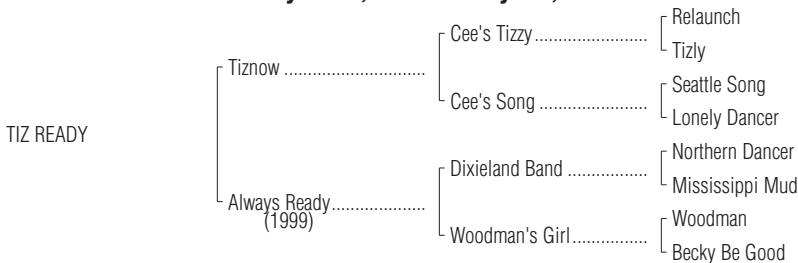 Relaunch
Cee's Tizzy........................
Tizly
Tiznow ..............................
Seattle Song
Cee's Song .......................
Lonely Dancer
TIZ READY
Northern Dancer
Dixieland Band .................
Mississippi Mud
Always Ready....................
(1999)
Woodman
Woodman's Girl................
Becky Be Good